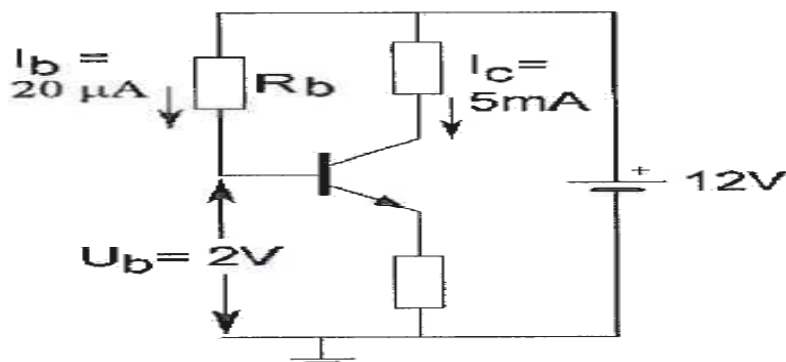 Ib =
20 µA
Rb
Ic=
5mA
+
12V
Ub= 2V